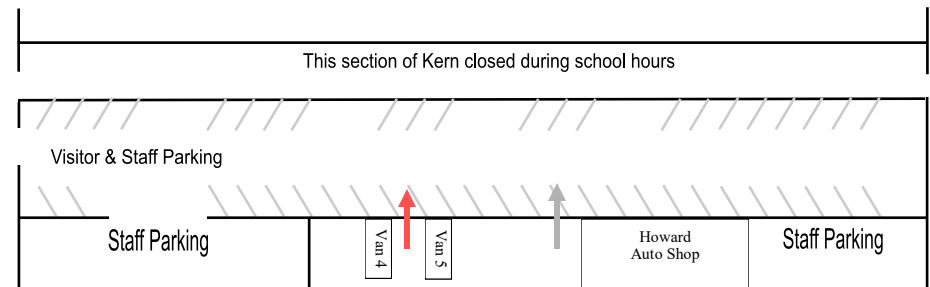 This section of Kern closed during school hours
Visitor & Staff Parking
Staff Parking
Van 4
Van 5
Howard
Auto Shop
Staff Parking